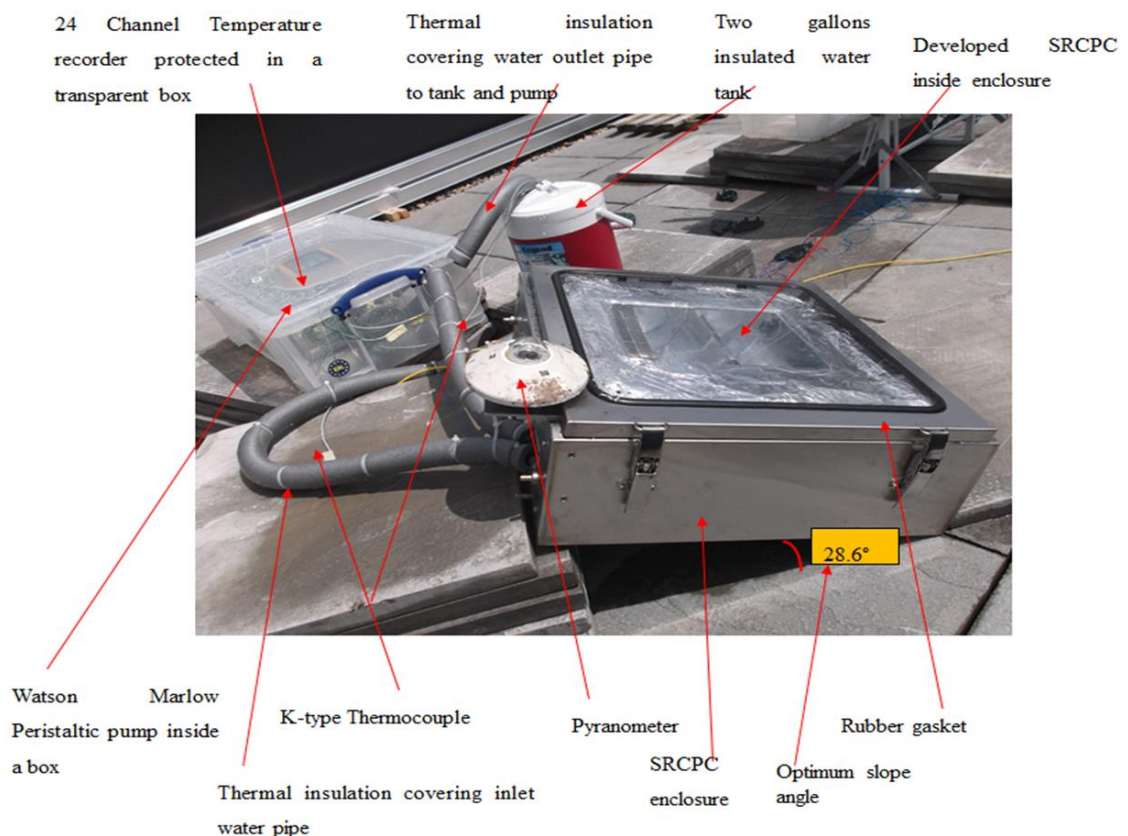 24 Channel Temperature
recorder protected in a
transparent box
Thermal insulation
covering water outlet pipe
to tank and pump
Two gallons
insulated water
tank
Developed SRCPC
inside enclosure
28.6°
Watson Marlow
Peristaltic pump inside
a box
Thermal insulation covering inlet
water pipe
K-type Thermocouple
Pyranometer
SRCPC
enclosure
Optimum slope
angle
Rubber gasket